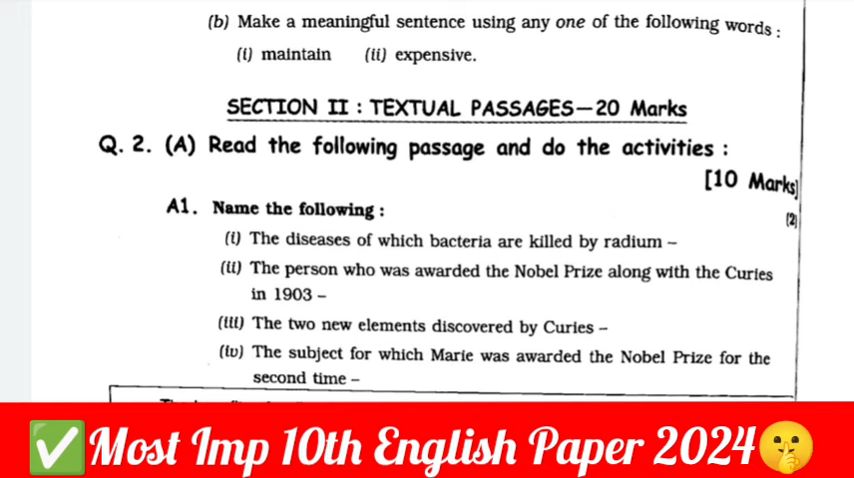 (b) Make a meaningful sentence using any one of the following words :
(i) maintain (ii) expensive.
SECTION II : TEXTUAL PASSAGES—20 Marks
Q. 2. (A) Read the following passage and do the activities :
[10 Marks]
A1. Name the following :
(2)
(i) The diseases of which bacteria are killed by radium –
(ii) The person who was awarded the Nobel Prize along with the Curies
in 1903 –
(iii) The two new elements discovered by Curies –
(iv) The subject for which Marie was awarded the Nobel Prize for the
second time –
✅Most Imp 10th English Paper 2024🤫